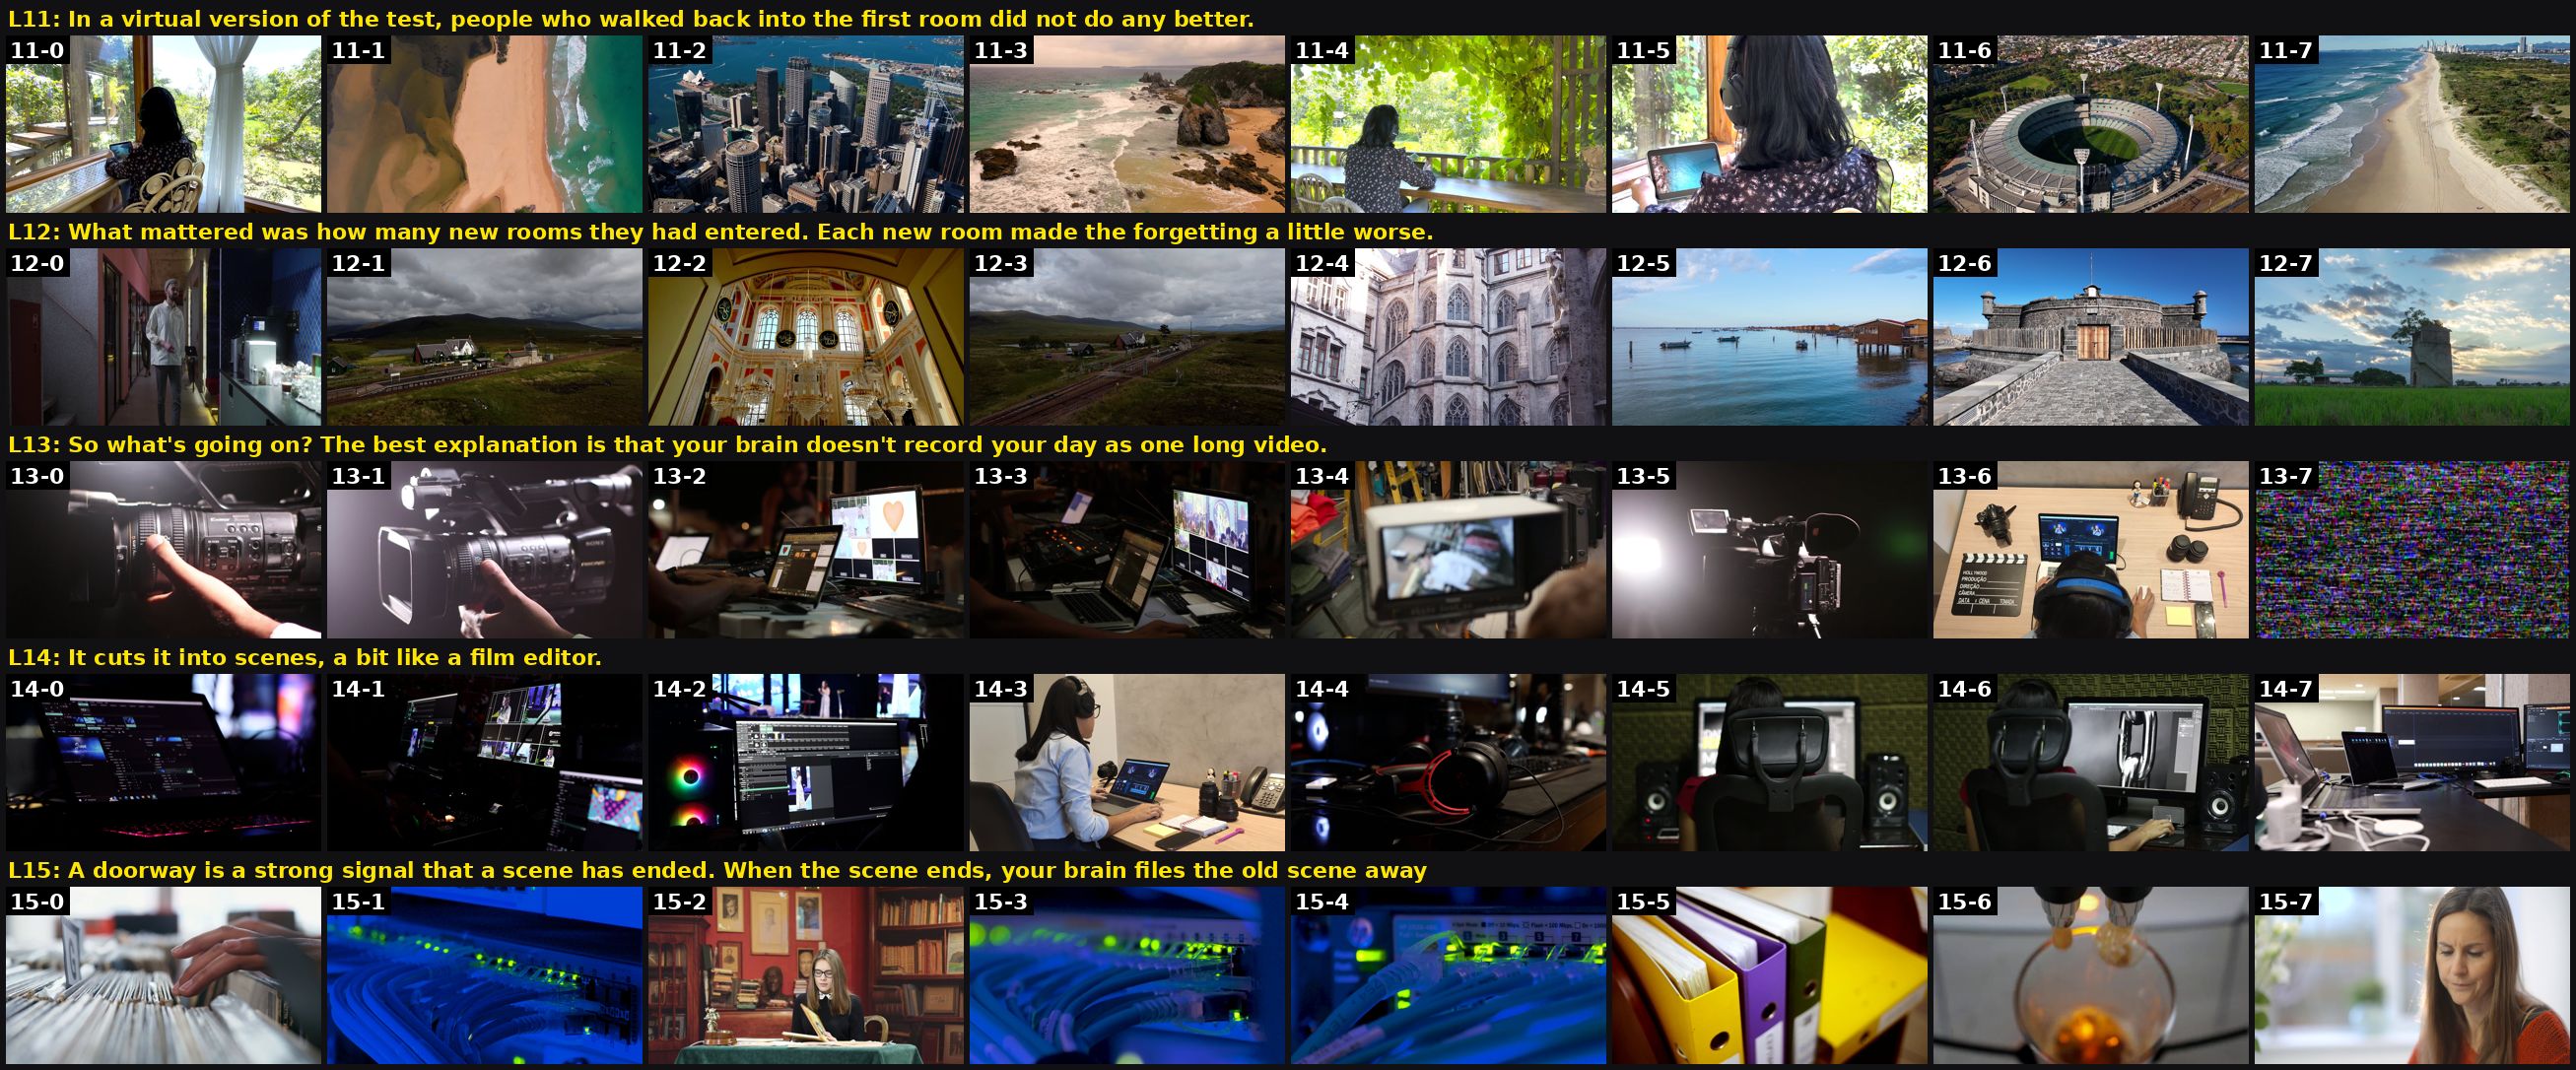 L11: In a virtual version of the test, people who walked back into the first room did not do any better.
11-0 11-1 11-2 11-3 11-4 11-5 11-6 11-7
L12: What mattered was how many new rooms they had entered. Each new room made the forgetting a little worse.
12-0 12-1 12-2 12-3 12-4 12-5 12-6 12-7
L13: So what's going on? The best explanation is that your brain doesn't record your day as one long video.
13-0 13-1 13-2 13-3 13-4 13-5 13-6 13-7
SONY
HOLLYWOOD
PRODUÇÃO
DIREÇÃO
CÂMERA
DATA CENA TOMADA
L14: It cuts it into scenes, a bit like a film editor.
14-0 14-1 14-2 14-3 14-4 14-5 14-6 14-7
L15: A doorway is a strong signal that a scene has ended. When the scene ends, your brain files the old scene away
15-0 15-1 15-2 15-3 15-4 15-5 15-6 15-7